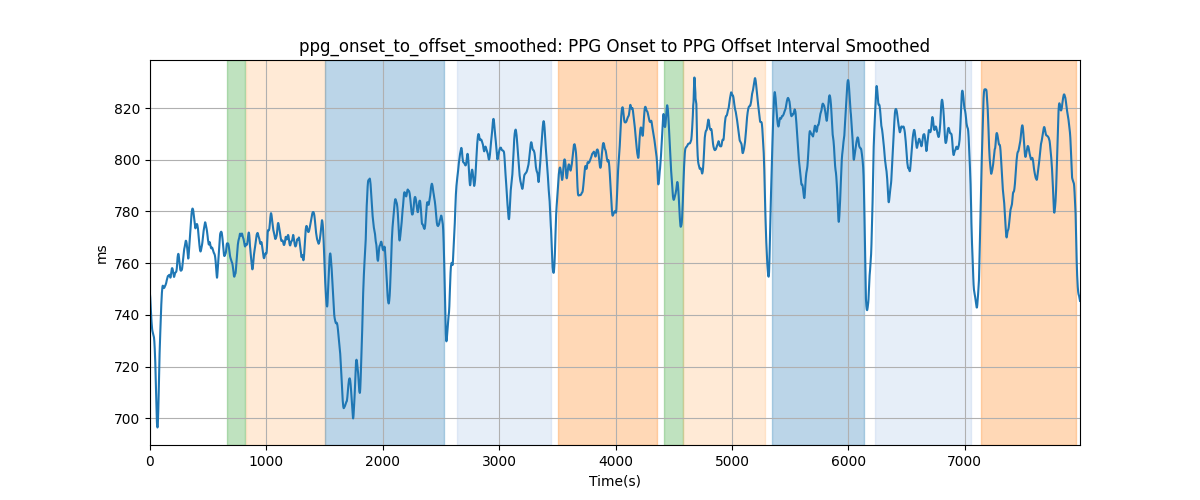 ppg_onset_to_offset_smoothed: PPG Onset to PPG Offset Interval Smoothed
820
800
780
760
740
720
700
ms
0 1000 2000 3000 4000 5000 6000 7000
Time(s)